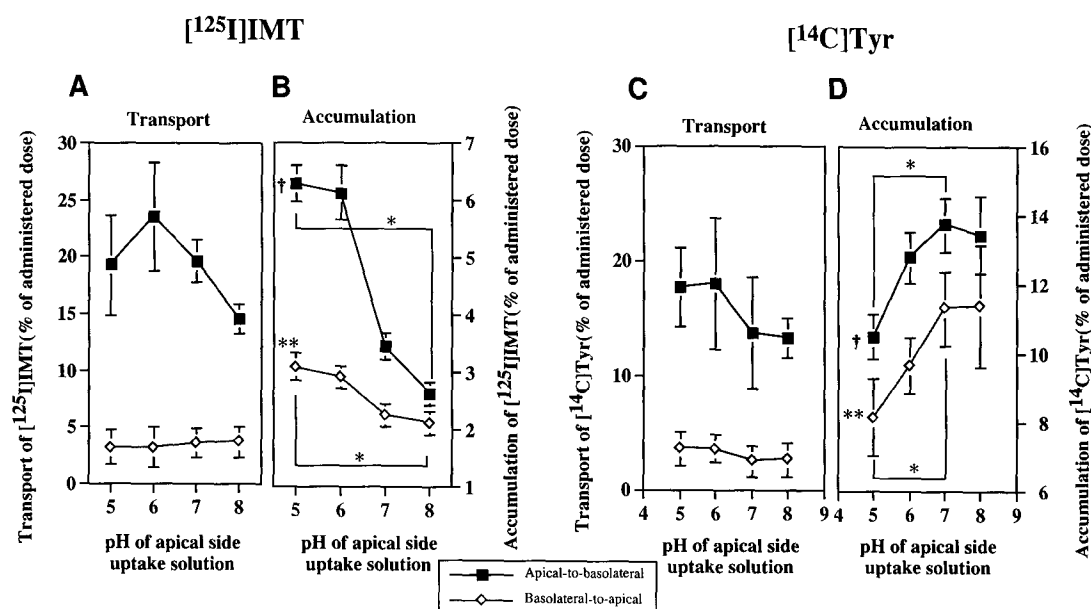 [125I]IMT
[14C]Tyr
A
B
C
D
Transport
Accumulation
Transport
Accumulation
Transport of [125I]IMT(% of administered dose)
30
25
20
15
10
5
0
5 6 7 8
pH of apical side
uptake solution
†
**
*
*
7
6
5
4
3
2
1
5 6 7 8
pH of apical side
uptake solution
Accumulation of [125I]IMT(% of administered dose)
Transport of [14C]Tyr(% of administered dose)
30
20
10
0
4 5 6 7 8 9
pH of apical side
uptake solution
*
†
**
*
16
14
12
10
8
6
4 5 6 7 8 9
pH of apical side
uptake solution
Accumulation of [14C]Tyr(% of administered dose)
Apical-to-basolateral
Basolateral-to-apical